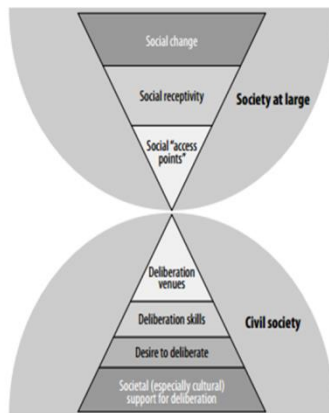 Social change
Social receptivity
Society at large
Social "access
points"
Deliberation
venues
Deliberation skills
Civil society
Desire to deliberate
Societal (especially cultural)
support for deliberation